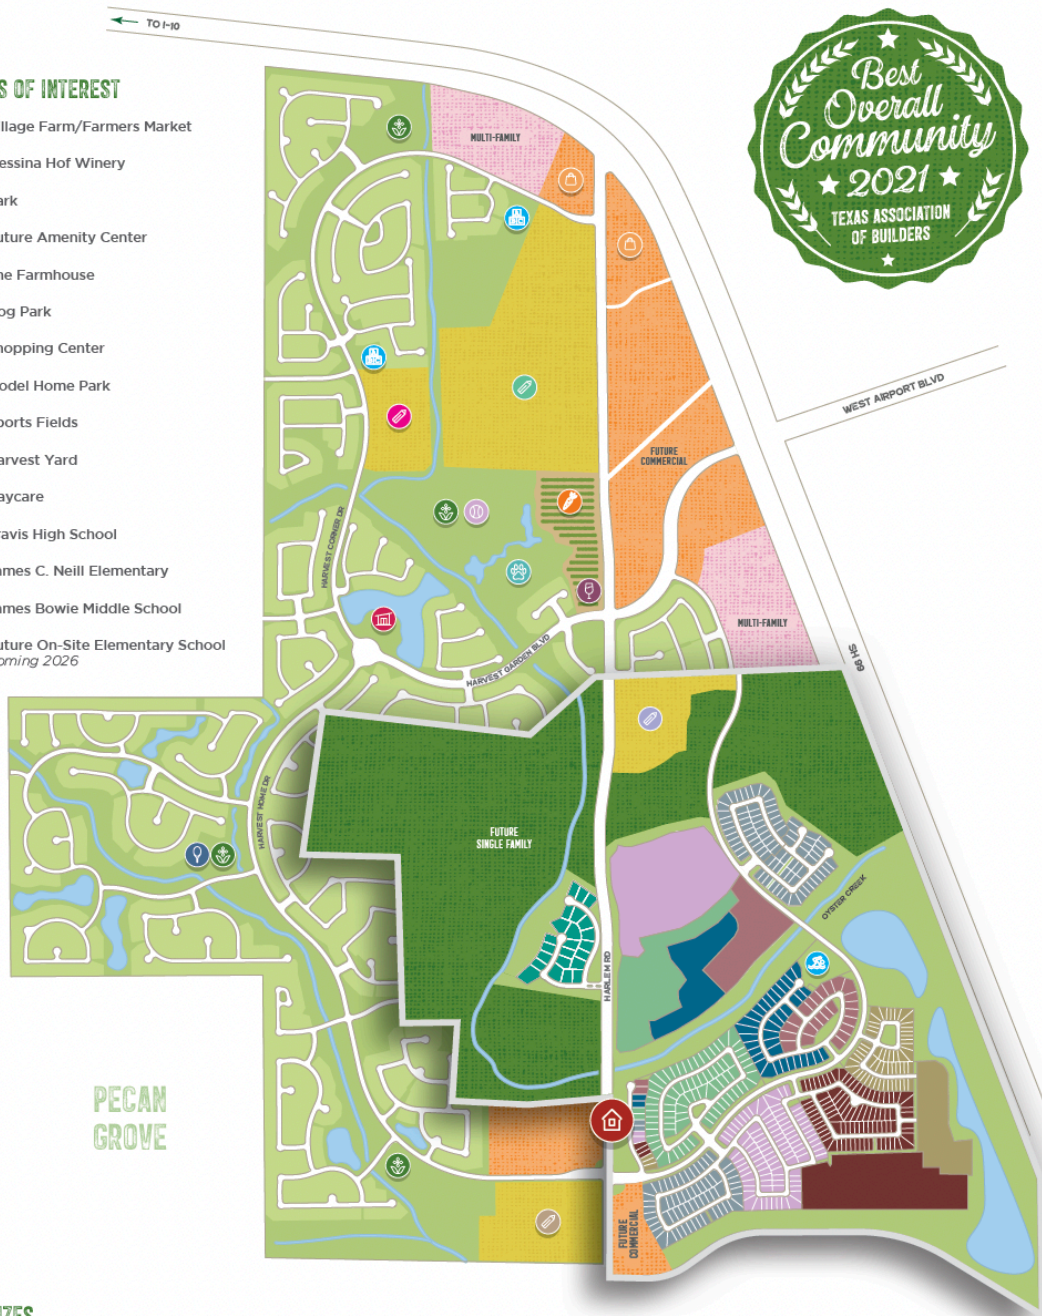 TO I-10
S OF INTEREST
illage Farm/Farmers Market
essina Hof Winery
ark
uture Amenity Center
he Farmhouse
og Park
hopping Center
odel Home Park
ports Fields
arvest Yard
aycare
ravis High School
ames C. Neill Elementary
ames Bowie Middle School
uture On-Site Elementary School
oming 2026
Best
Overall
Community
2021
TEXAS ASSOCIATION
OF BUILDERS
MULTI-FAMILY
WEST AIRPORT BLVD
FUTURE
COMMERCIAL
HARVEST CORNER DR
MULTI-FAMILY
HARVEST GARDEN BLVD
SH 99
HARVEST HOME DR
FUTURE
SINGLE FAMILY
OYSTER CREEK
HARLEM RD
PECAN
GROVE
FUTURE
COMMERCIAL
IZES